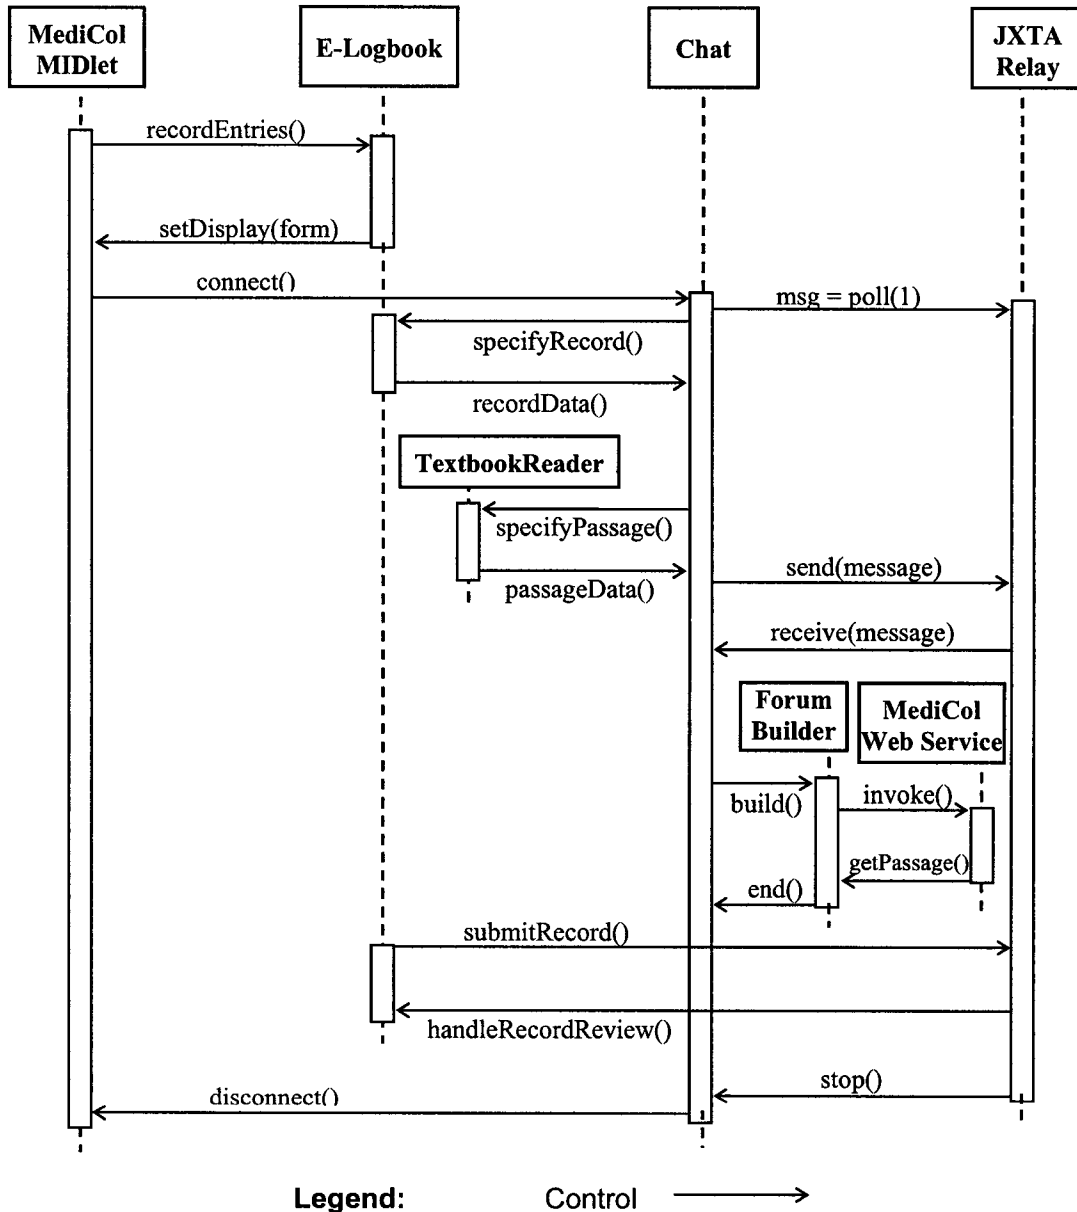 MediCol
MIDlet
E-Logbook
Chat
JXTA
Relay
recordEntries()
setDisplay(form)
connect()
msg = poll(1)
specifyRecord()
recordData()
TextbookReader
specifyPassage()
passageData()
send(message)
receive(message)
Forum
Builder
MediCol
Web Service
build()
invoke()
getPassage()
end()
submitRecord()
handleRecordReview()
stop()
disconnect()
Legend:
Control